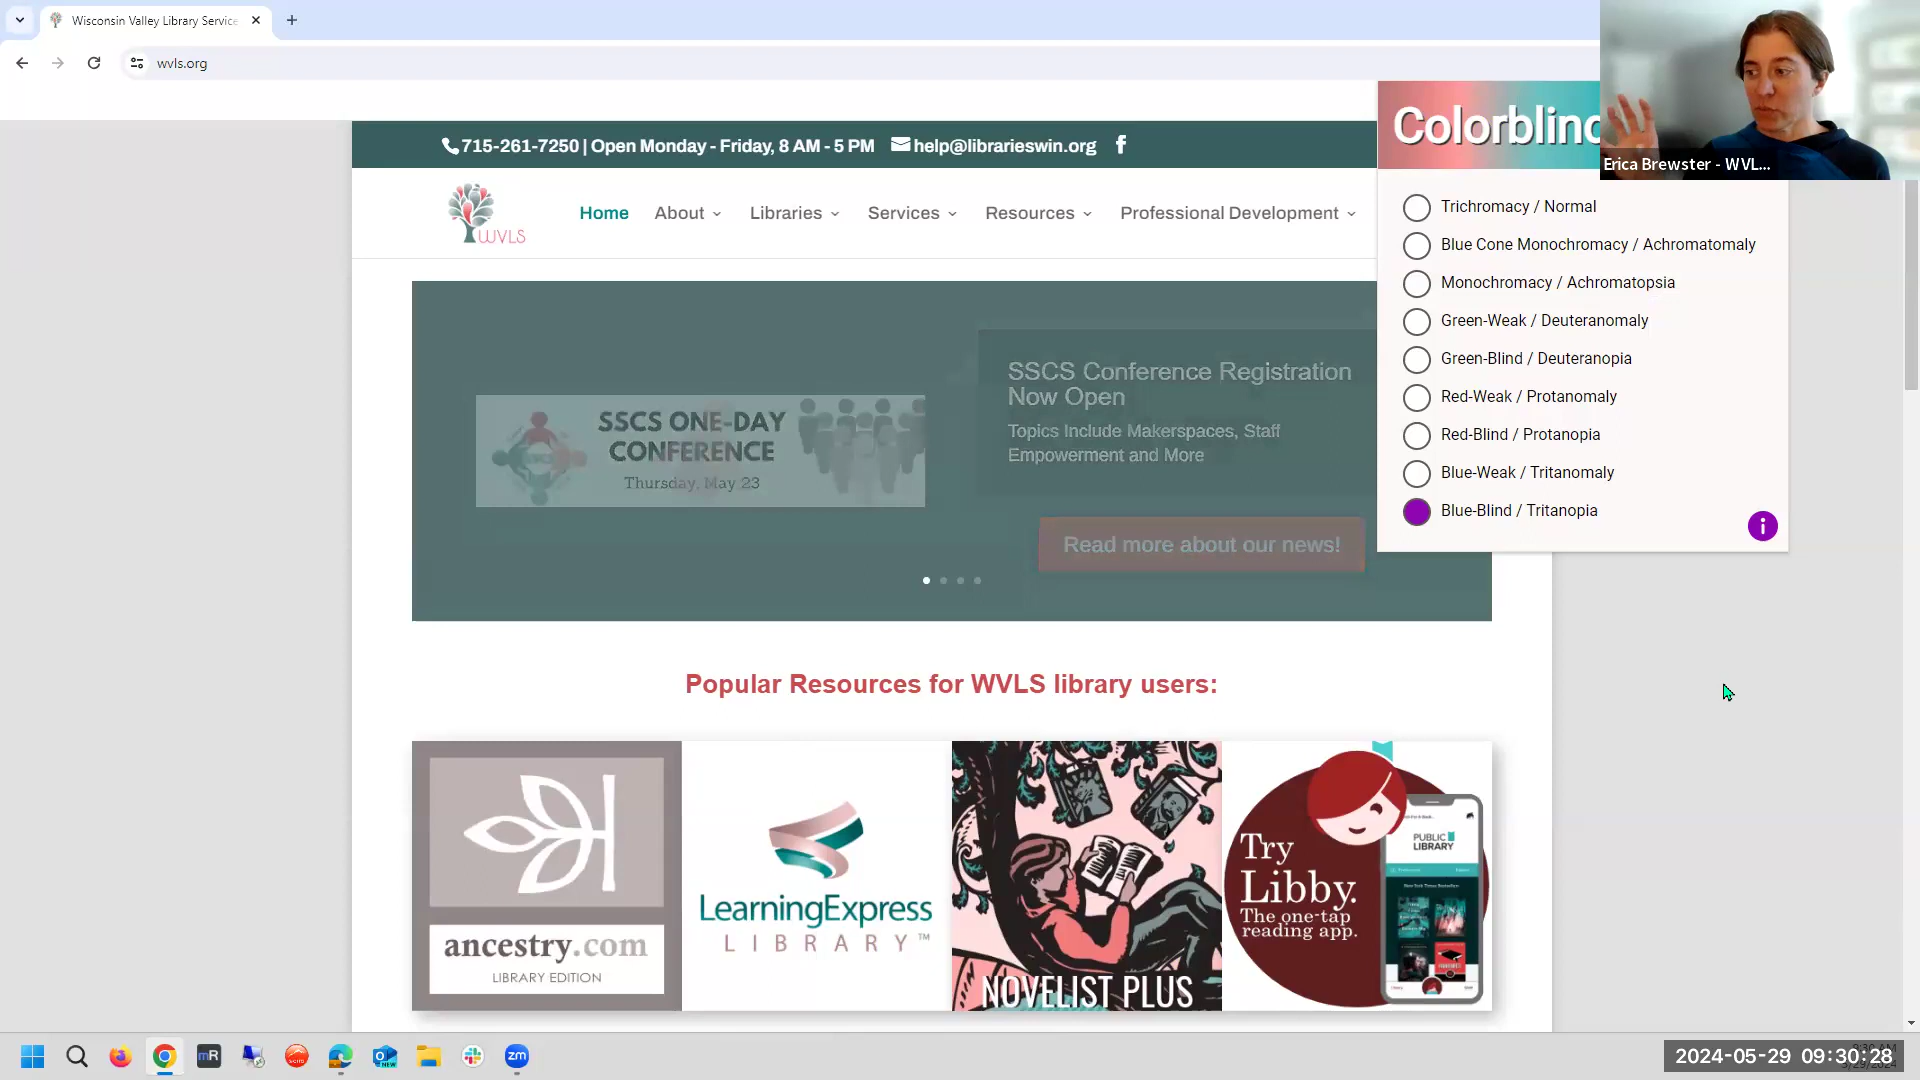 Wisconsin Valley Library Service
wvls.org
Colorblin
Erica Brewster - WVL...
715-261-7250 | Open Monday - Friday, 8 AM - 5 PM help@librarieswin.org
WVLS
Home About Libraries Services Resources Professional Development
Trichromacy / Normal
Blue Cone Monochromacy / Achromatomaly
Monochromacy / Achromatopsia
Green-Weak / Deuteranomaly
Green-Blind / Deuteranopia
Red-Weak / Protanomaly
Red-Blind / Protanopia
Blue-Weak / Tritanomaly
Blue-Blind / Tritanopia
SSCS ONE-DAY
CONFERENCE
Thursday, May 23
SSCS Conference Registration
Now Open
Topics Include Makerspaces, Staff
Empowerment and More
Read more about our news!
Popular Resources for WVLS library users:
ancestry.com
LIBRARY EDITION
LearningExpress
LIBRARY™
NOVELIST PLUS
Try
Libby.
The one-tap
reading app.
PUBLIC
LIBRARY
mR
NEW
zm
2024-05-29 09:30:28